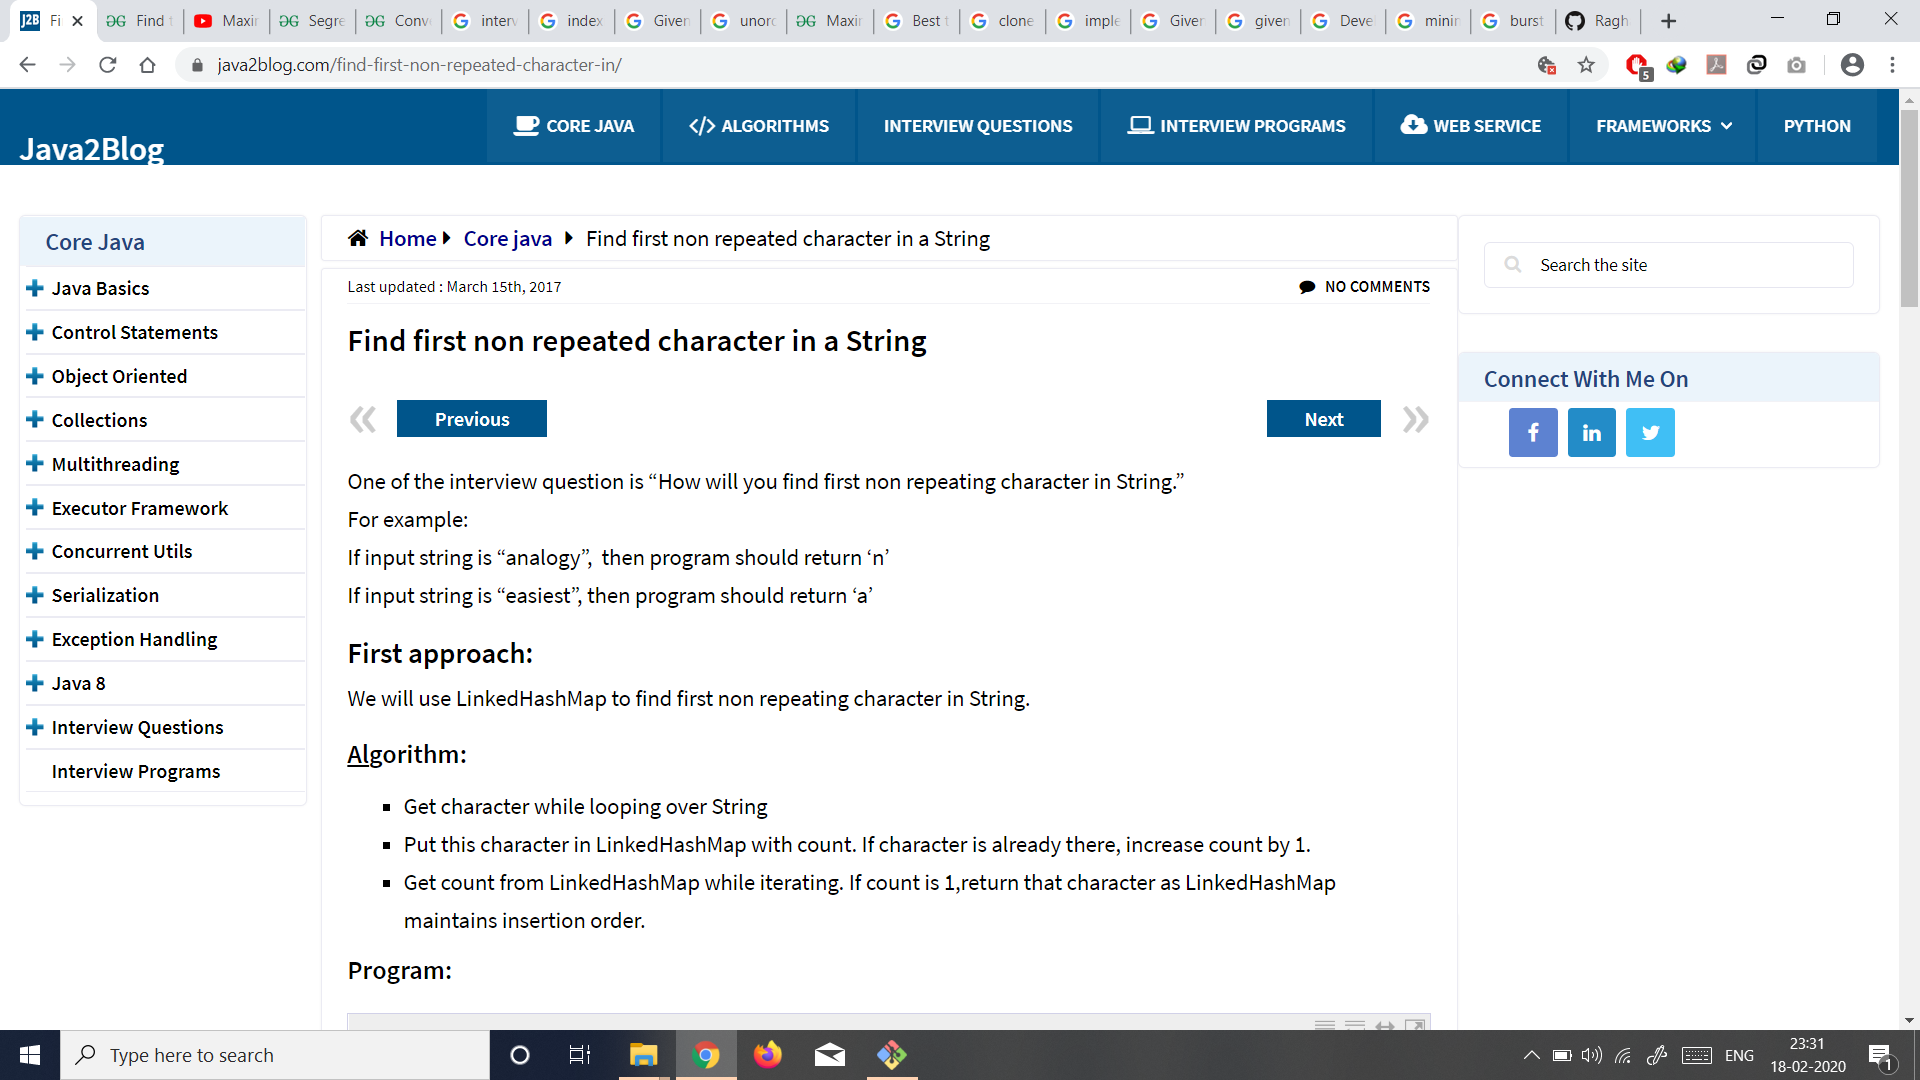 J2B Fi
Find t
Maxin
Segre
Conve
interv
index
Given
unord
Maxin
Best t
clone
imple
Given
given
Devel
minin
burst
Ragh
java2blog.com/find-first-non-repeated-character-in/
5
Java2Blog
CORE JAVA
</> ALGORITHMS
INTERVIEW QUESTIONS
INTERVIEW PROGRAMS
WEB SERVICE
FRAMEWORKS
PYTHON
Core Java
Java Basics
Control Statements
Object Oriented
Collections
Multithreading
Executor Framework
Concurrent Utils
Serialization
Exception Handling
Java 8
Interview Questions
Interview Programs
Home Core java Find first non repeated character in a String
Last updated : March 15th, 2017
NO COMMENTS
Find first non repeated character in a String
« Previous
Next »
One of the interview question is “How will you find first non repeating character in String.”
For example:
If input string is “analogy”,  then program should return ‘n’
If input string is “easiest”, then program should return ‘a’
First approach:
We will use LinkedHashMap to find first non repeating character in String.
Algorithm:
Get character while looping over String
Put this character in LinkedHashMap with count. If character is already there, increase count by 1.
Get count from LinkedHashMap while iterating. If count is 1,return that character as LinkedHashMap
maintains insertion order.
Program:
Search the site
Connect With Me On
f
in
Type here to search
ENG
23:31
18-02-2020
1